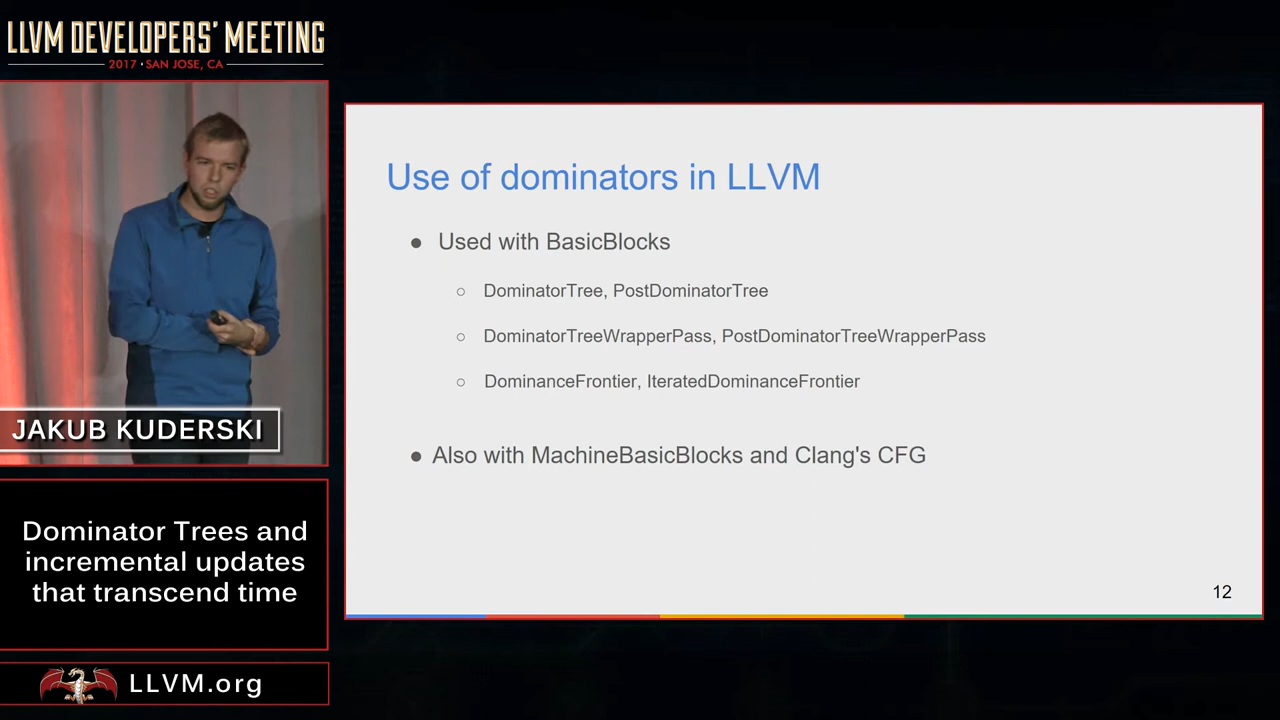 LLVM DEVELOPERS' MEETING
2017 · SAN JOSE, CA
JAKUB KUDERSKI
Dominator Trees and
incremental updates
that transcend time
LLVM.org
Use of dominators in LLVM
● Used with BasicBlocks
○ DominatorTree, PostDominatorTree
○ DominatorTreeWrapperPass, PostDominatorTreeWrapperPass
○ DominanceFrontier, IteratedDominanceFrontier
● Also with MachineBasicBlocks and Clang's CFG
12